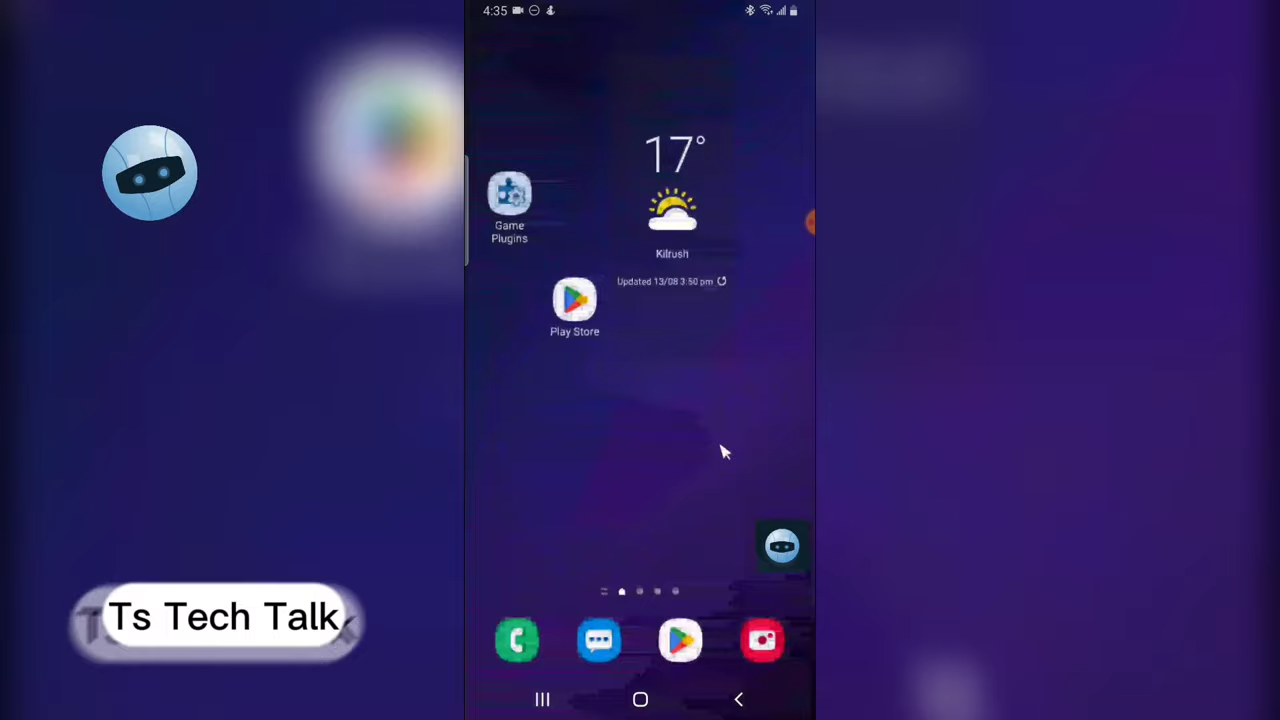 4:35
17°
Game
Plugins
Kilrush
Updated 13/08 3:50 pm
Play Store
Ts Tech Talk